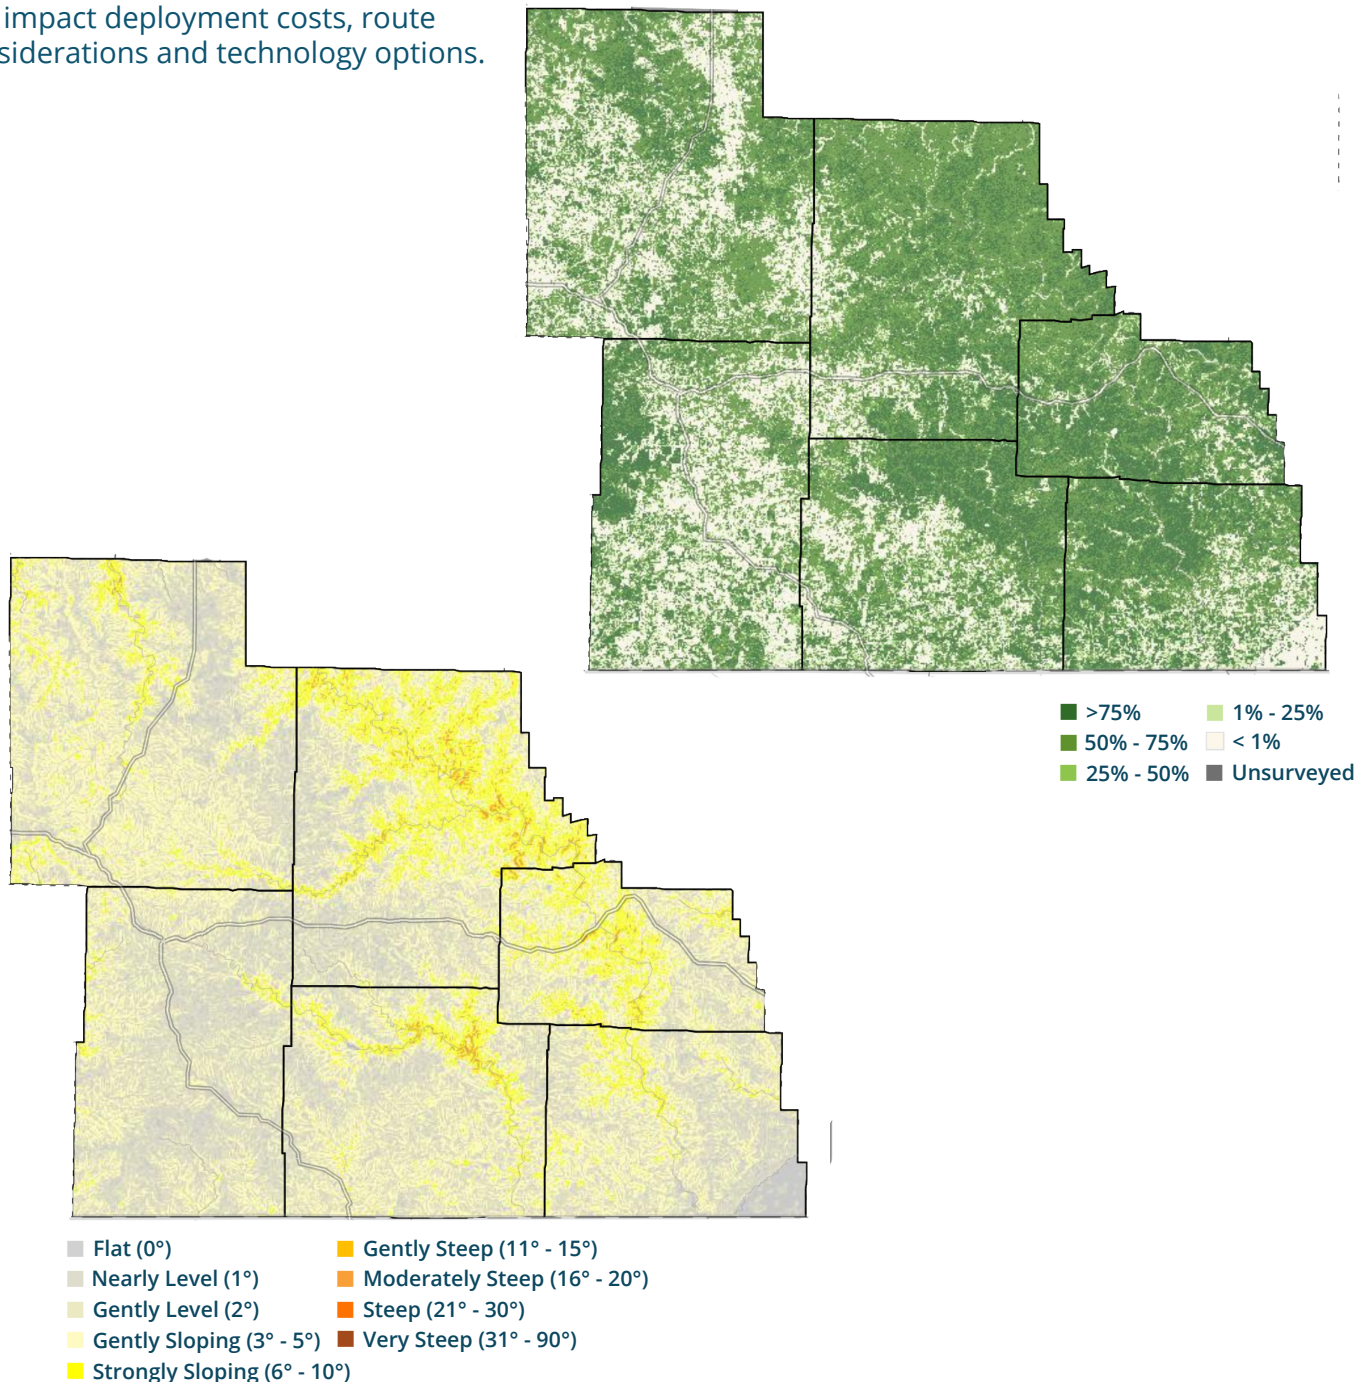 impact deployment costs, route
siderations and technology options.
>75%
50% - 75%
25% - 50%
1% - 25%
< 1%
Unsurveyed
Flat (0°)
Nearly Level (1°)
Gently Level (2°)
Gently Sloping (3° - 5°)
Strongly Sloping (6° - 10°)
Gently Steep (11° - 15°)
Moderately Steep (16° - 20°)
Steep (21° - 30°)
Very Steep (31° - 90°)